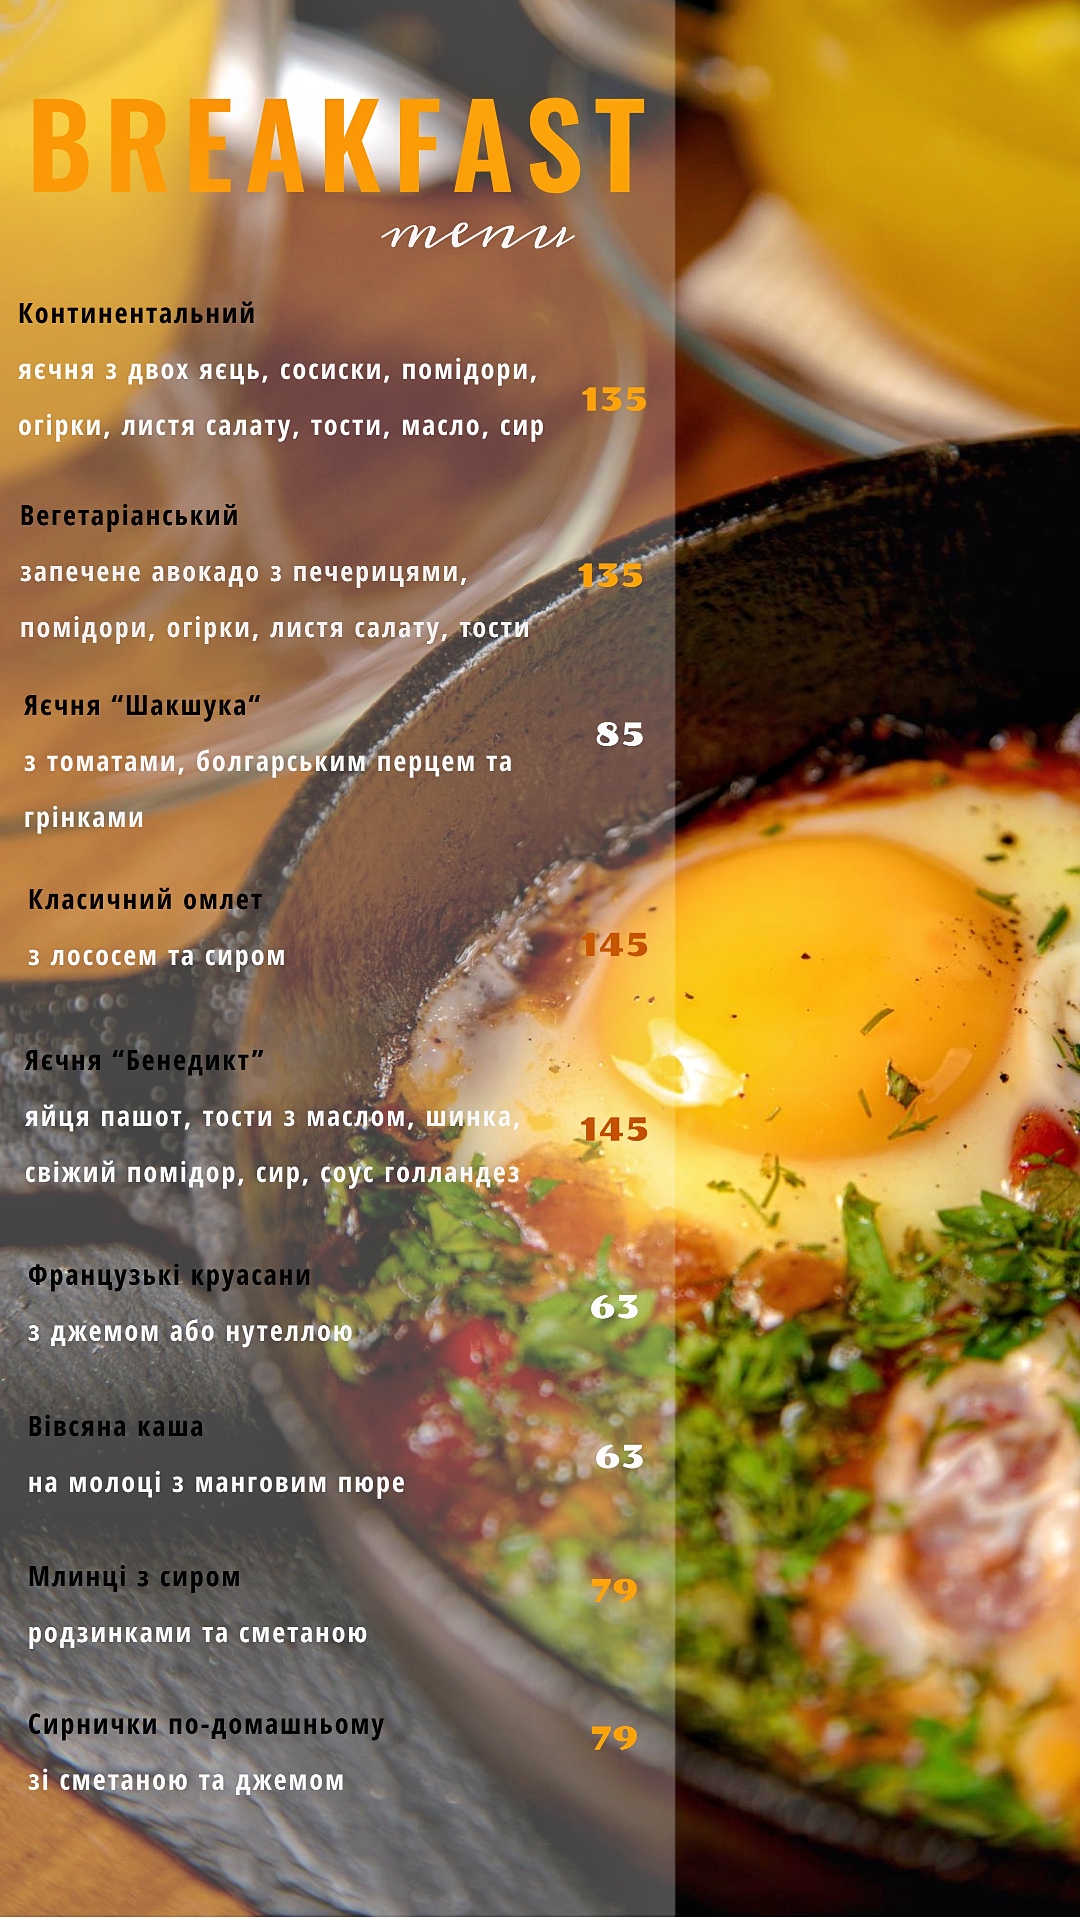 BREAKFAST
menu
Континентальний
яєчня з двох яєць, сосиски, помідори,
огірки, листя салату, тости, масло, сир
135
Вегетаріанський
запечене авокадо з печерицями,
помідори, огірки, листя салату, тости
135
Яєчня “Шакшука“
з томатами, болгарським перцем та
грінками
85
Класичний омлет
з лососем та сиром
145
Яєчня “Бенедикт”
яйця пашот, тости з маслом, шинка,
свіжий помідор, сир, соус голландез
145
Французькі круасани
з джемом або нутеллою
63
Вівсяна каша
на молоці з манговим пюре
63
Млинці з сиром
родзинками та сметаною
79
Сирнички по-домашньому
зі сметаною та джемом
79